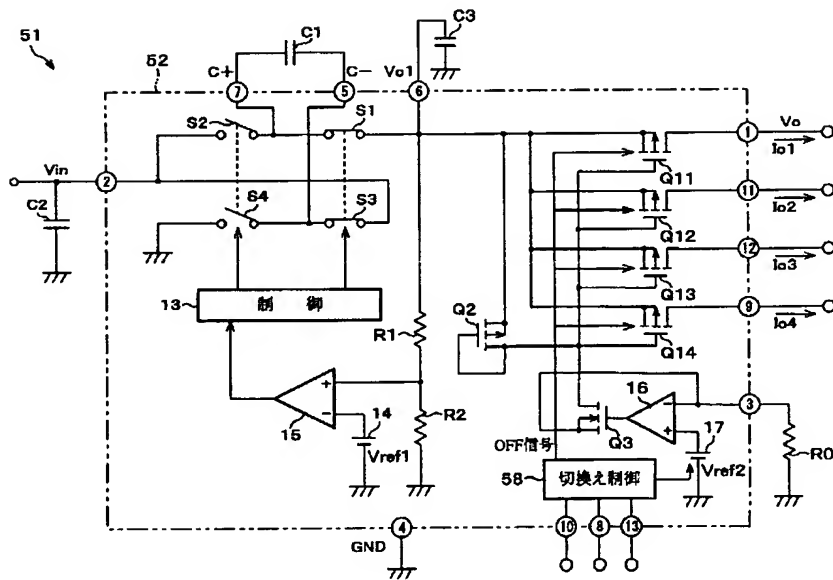 51
52
C1
C3
C+
C-
Vo1
7
5
6
S2
S1
Vo
1
Io1
Vin
2
Q11
11
Io2
C2
S4
S3
Q12
12
Io3
Q13
13
制御
Q2
9
Io4
R1
Q14
16
3
+
-
-
+
17
15
14
R2
Q3
R0
Vref1
OFF信号
Vref2
58
切換え制御
4
10
8
13
GND